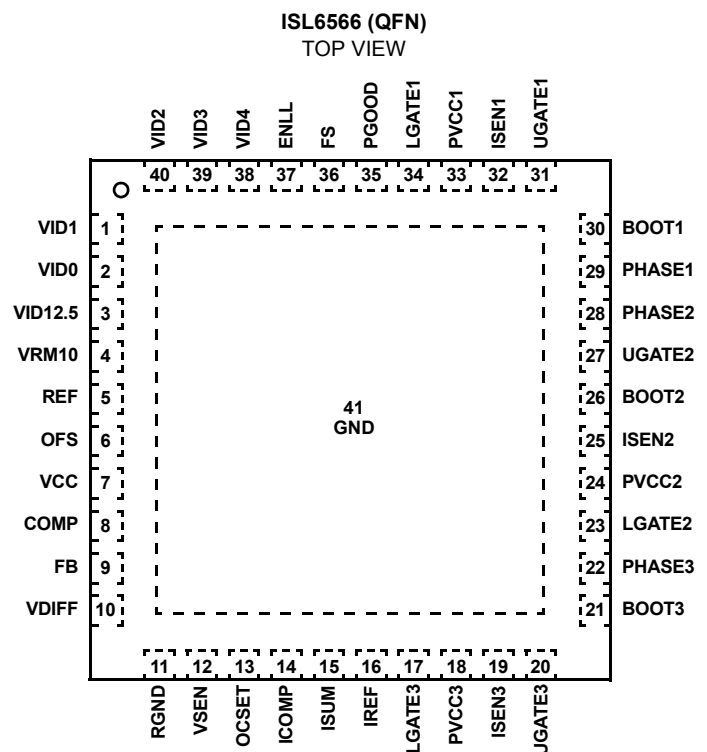 ISL6566 (QFN)
TOP VIEW
VID2
VID3
VID4
ENLL
FS
PGOOD
LGATE1
PVCC1
ISEN1
UGATE1
40 39 38 37 36 35 34 33 32 31
VID1 1
VID0 2
VID12.5 3
VRM10 4
REF 5
OFS 6
VCC 7
COMP 8
FB 9
VDIFF 10
41
GND
30 BOOT1
29 PHASE1
28 PHASE2
27 UGATE2
26 BOOT2
25 ISEN2
24 PVCC2
23 LGATE2
22 PHASE3
21 BOOT3
11 12 13 14 15 16 17 18 19 20
RGND
VSEN
OCSET
ICOMP
ISUM
IREF
LGATE3
PVCC3
ISEN3
UGATE3